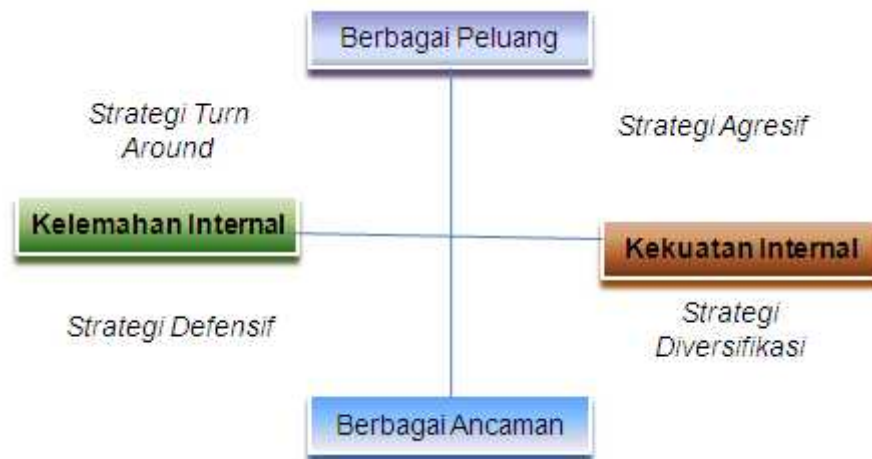 Berbagai Peluang
Strategi Turn
Around
Strategi Agresif
Kelemahan Internal
Kekuatan Internal
Strategi Defensif
Strategi
Diversifikasi
Berbagai Ancaman